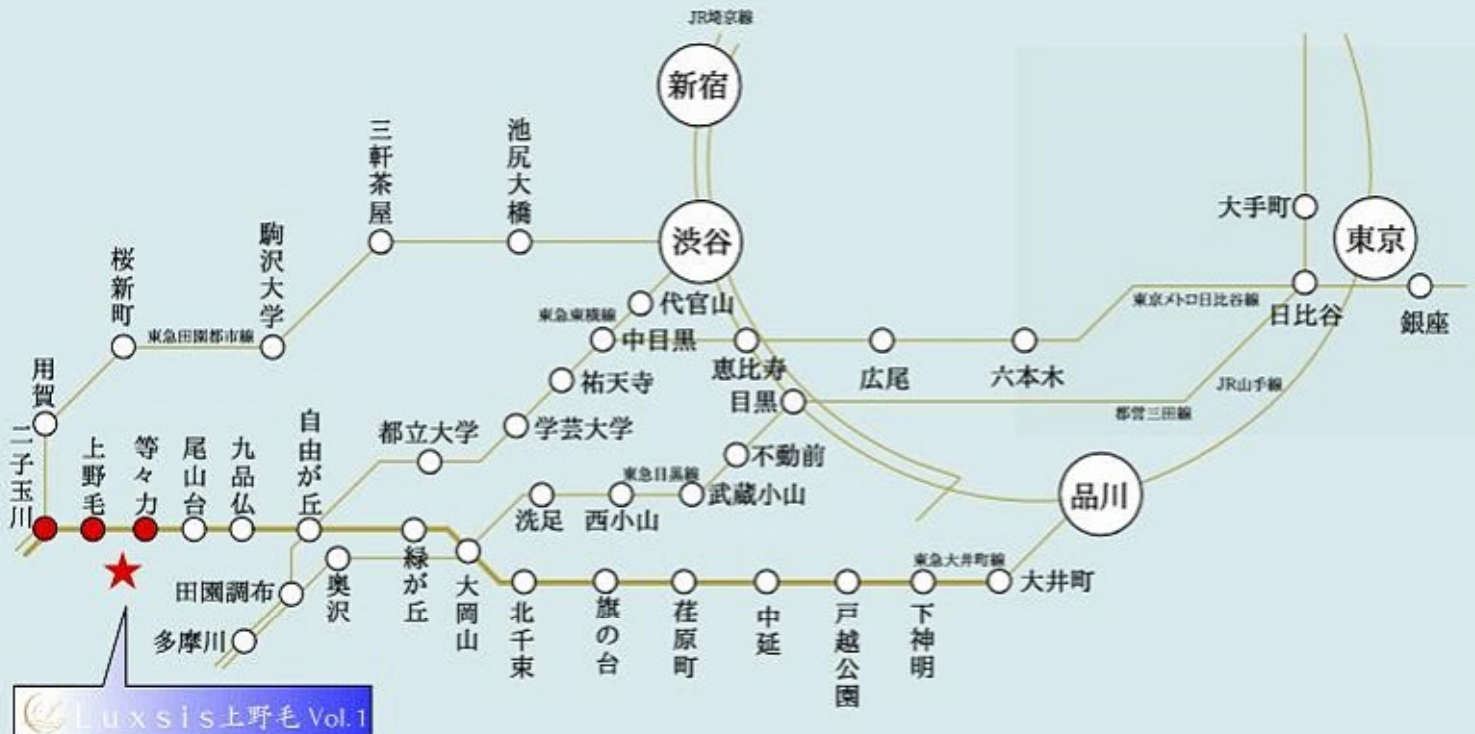 JR埼京線
新宿
三軒茶屋
池尻大橋
大手町
渋谷
東京
桜新町
駒沢大学
代官山
東京メトロ日比谷線
東急東横線
東急田園都市線
中目黒
日比谷
銀座
用賀
祐天寺
恵比寿
広尾
六本木
JR山手線
目黒
都営三田線
自由が丘
都立大学
学芸大学
二子玉川
上野毛
等々力
尾山台
九品仏
不動前
東急目黒線
武蔵小山
品川
洗足
西小山
東急大井町線
緑が丘
大岡山
奥沢
田園調布
大井町
多摩川
北千束
旗の台
荏原町
中延
戸越公園
下神明
Luxsis上野毛 Vol.1